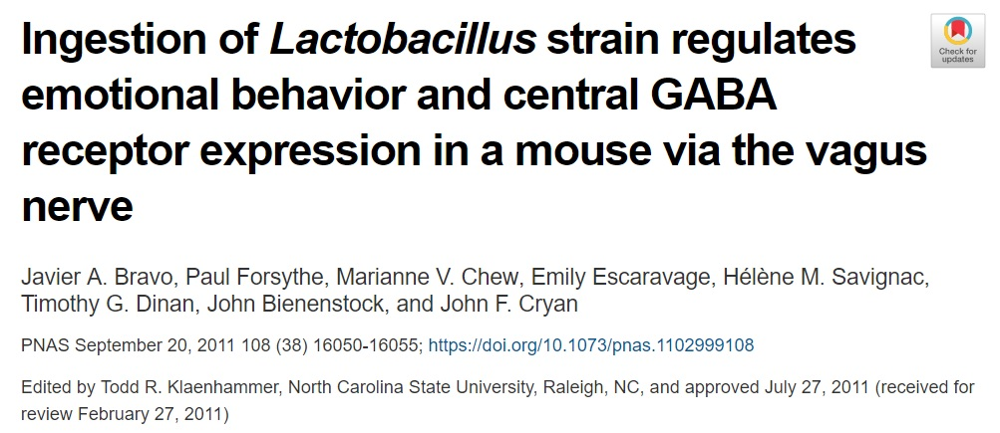 Ingestion of Lactobacillus strain regulates
emotional behavior and central GABA
receptor expression in a mouse via the vagus
nerve
Check for
updates
Javier A. Bravo, Paul Forsythe, Marianne V. Chew, Emily Escaravage, Hélène M. Savignac,
Timothy G. Dinan, John Bienenstock, and John F. Cryan
PNAS September 20, 2011 108 (38) 16050-16055; https://doi.org/10.1073/pnas.1102999108
Edited by Todd R. Klaenhammer, North Carolina State University, Raleigh, NC, and approved July 27, 2011 (received for
review February 27, 2011)